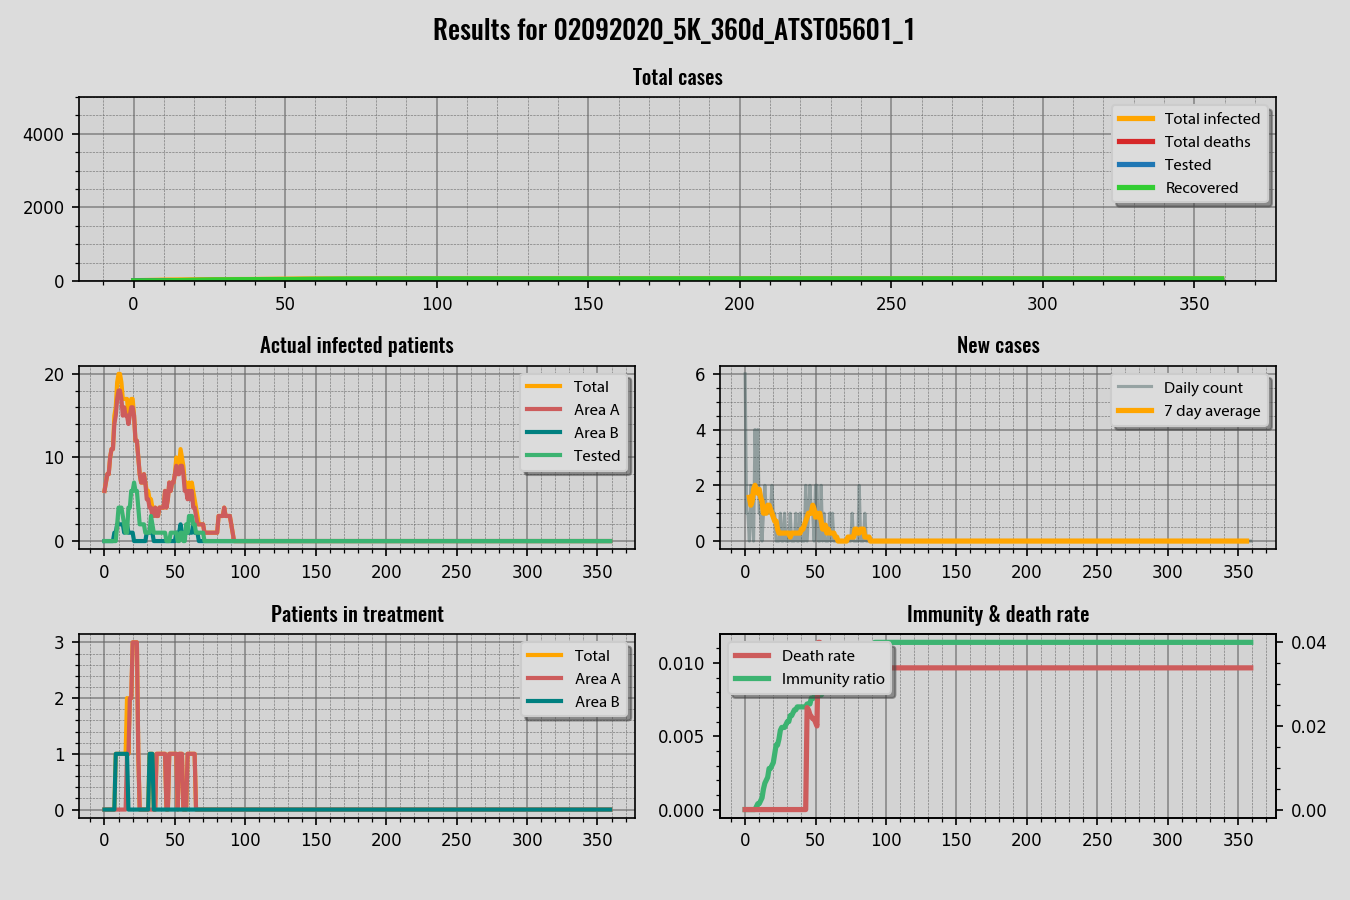 Results for 02092020_5K_360d_ATST05601_1
Total cases
4000
2000
0
Total infected
Total deaths
Tested
Recovered
0 50 100 150 200 250 300 350
Actual infected patients
20
10
0
Total
Area A
Area B
Tested
0 50 100 150 200 250 300 350
New cases
6
4
2
0
Daily count
7 day average
0 50 100 150 200 250 300 350
Patients in treatment
3
2
1
0
Total
Area A
Area B
0 50 100 150 200 250 300 350
Immunity & death rate
0.010
0.005
0.000
Death rate
Immunity ratio
0.04
0.02
0.00
0 50 100 150 200 250 300 350